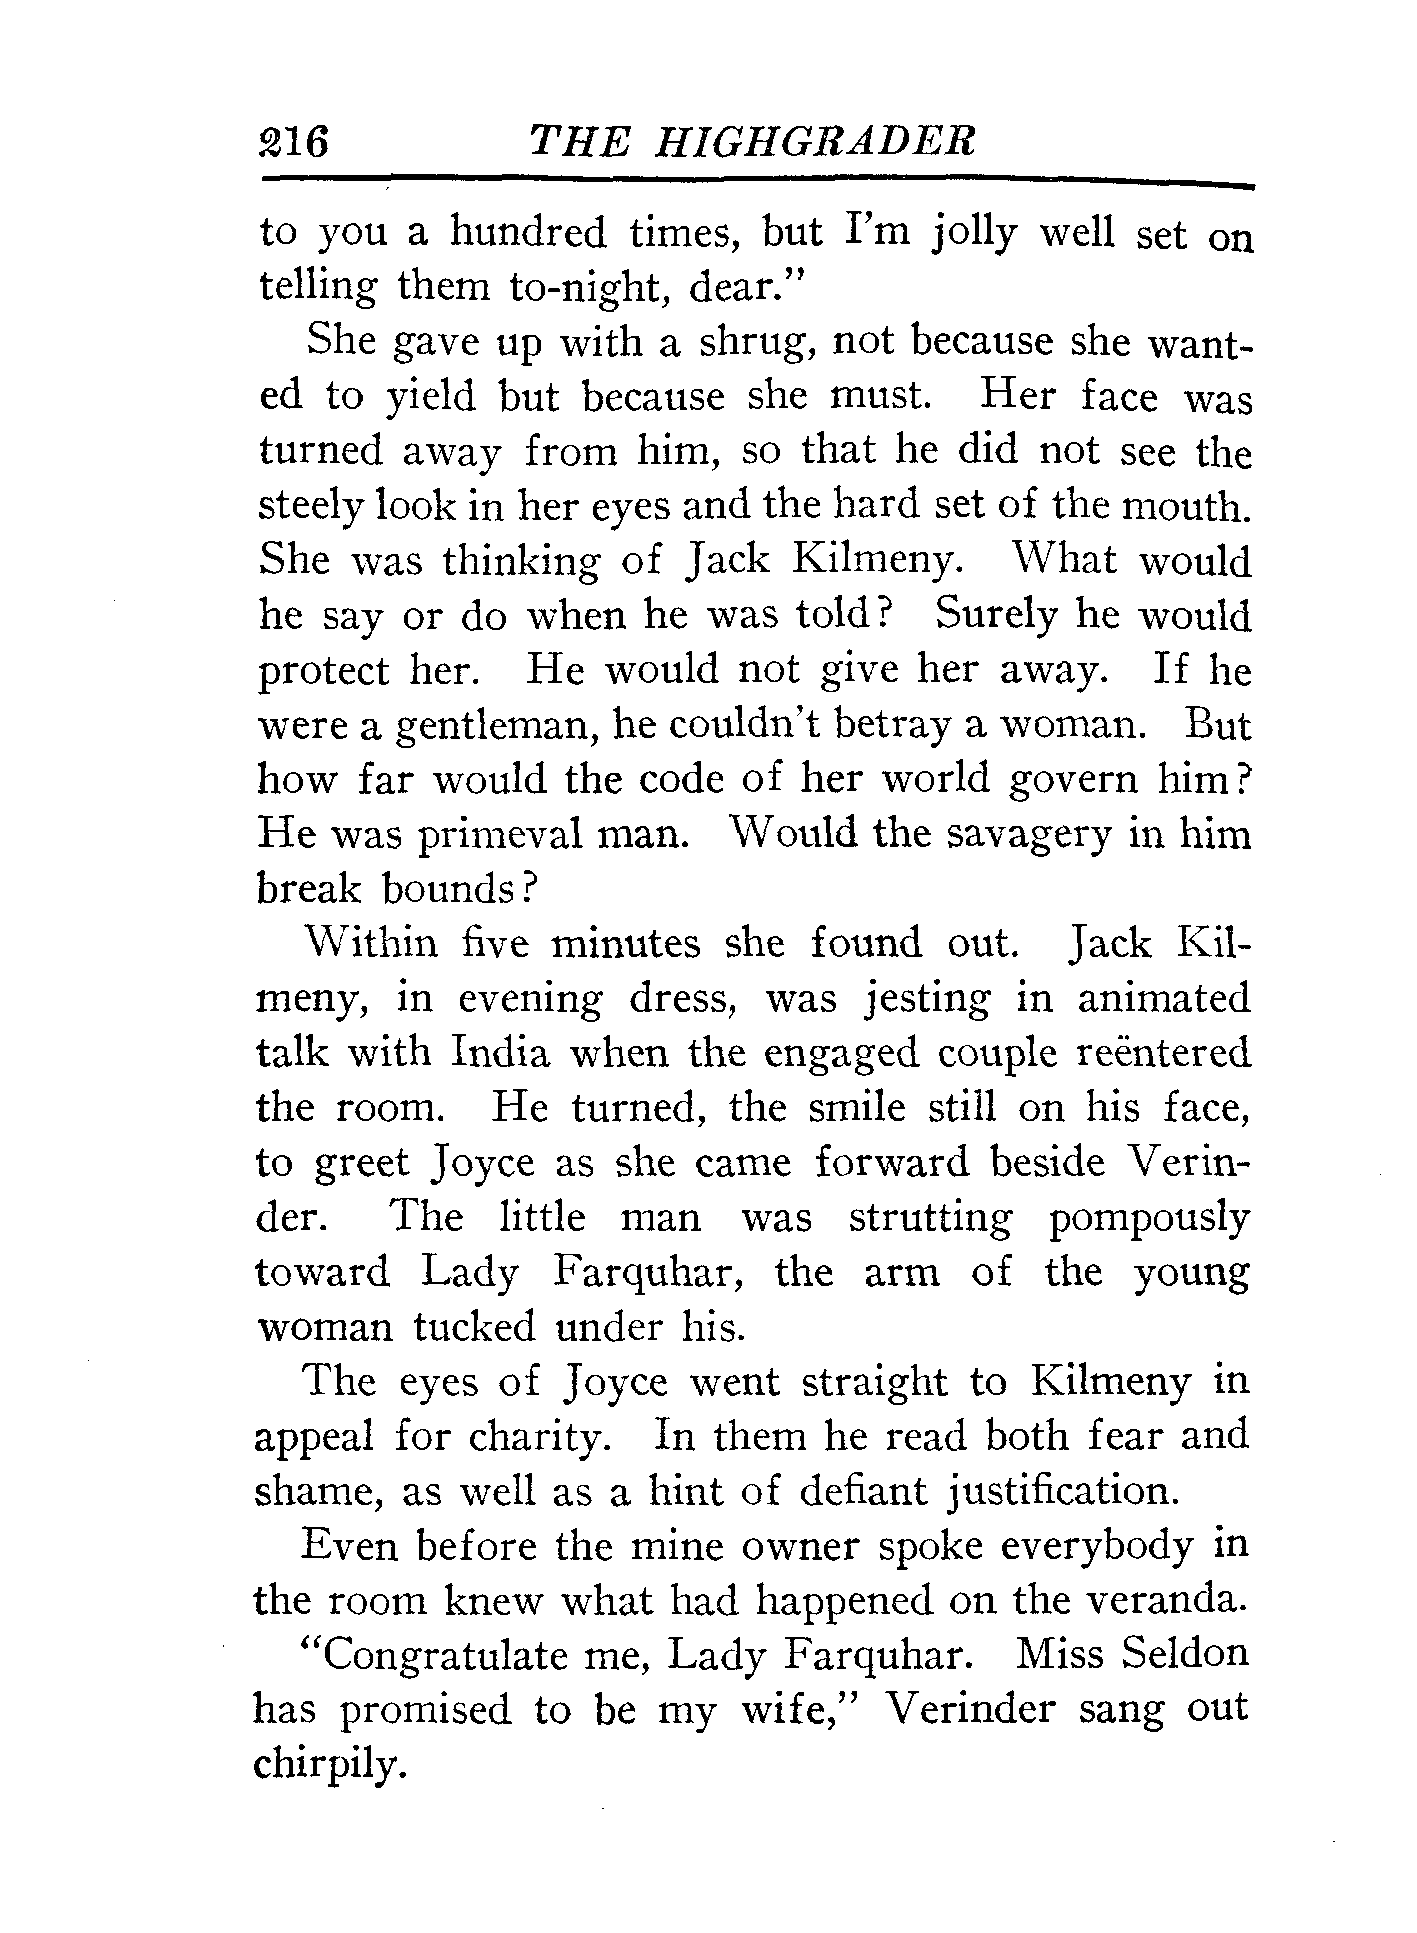 216 THE HIGHGRADER
to you a hundred times, but I'm jolly well set on
telling them to-night, dear."
She gave up with a shrug, not because she want-
ed to yield but because she must. Her face was
turned away from him, so that he did not see the
steely look in her eyes and the hard set of the mouth.
She was thinking of Jack Kilmeny. What would
he say or do when he was told? Surely he would
protect her. He would not give her away. If he
were a gentleman, he couldn't betray a woman. But
how far would the code of her world govern him?
He was primeval man. Would the savagery in him
break bounds?
Within five minutes she found out. Jack Kil-
meny, in evening dress, was jesting in animated
talk with India when the engaged couple reëntered
the room. He turned, the smile still on his face,
to greet Joyce as she came forward beside Verin-
der. The little man was strutting pompously
toward Lady Farquhar, the arm of the young
woman tucked under his.
The eyes of Joyce went straight to Kilmeny in
appeal for charity. In them he read both fear and
shame, as well as a hint of defiant justification.
Even before the mine owner spoke everybody in
the room knew what had happened on the veranda.
"Congratulate me, Lady Farquhar. Miss Seldon
has promised to be my wife," Verinder sang out
chirpily.